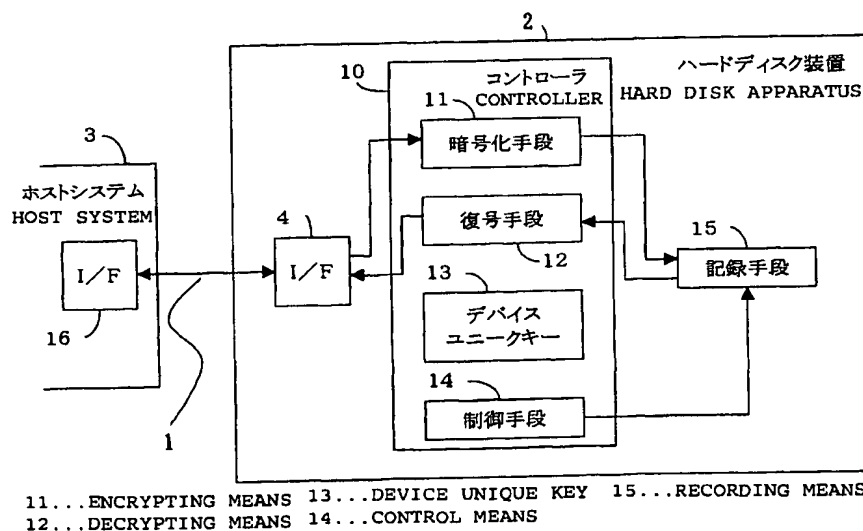 2
ハードディスク装置
HARD DISK APPARATUS
10
コントローラ
CONTROLLER
11
暗号化手段
3
ホストシステム
HOST SYSTEM
復号手段
4
12
15
I/F
I/F
記録手段
13
デバイス
ユニークキー
16
14
制御手段
1
11...ENCRYPTING MEANS 13...DEVICE UNIQUE KEY 15...RECORDING MEANS
12...DECRYPTING MEANS 14...CONTROL MEANS